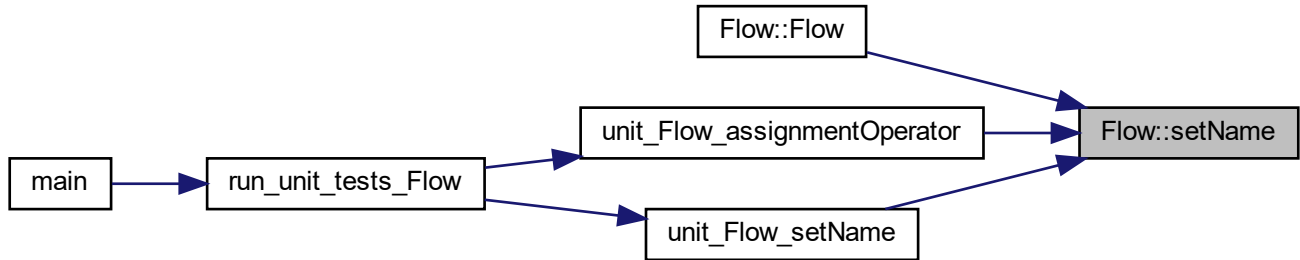 Flow::Flow
unit_Flow_assignmentOperator
Flow::setName
main
run_unit_tests_Flow
unit_Flow_setName